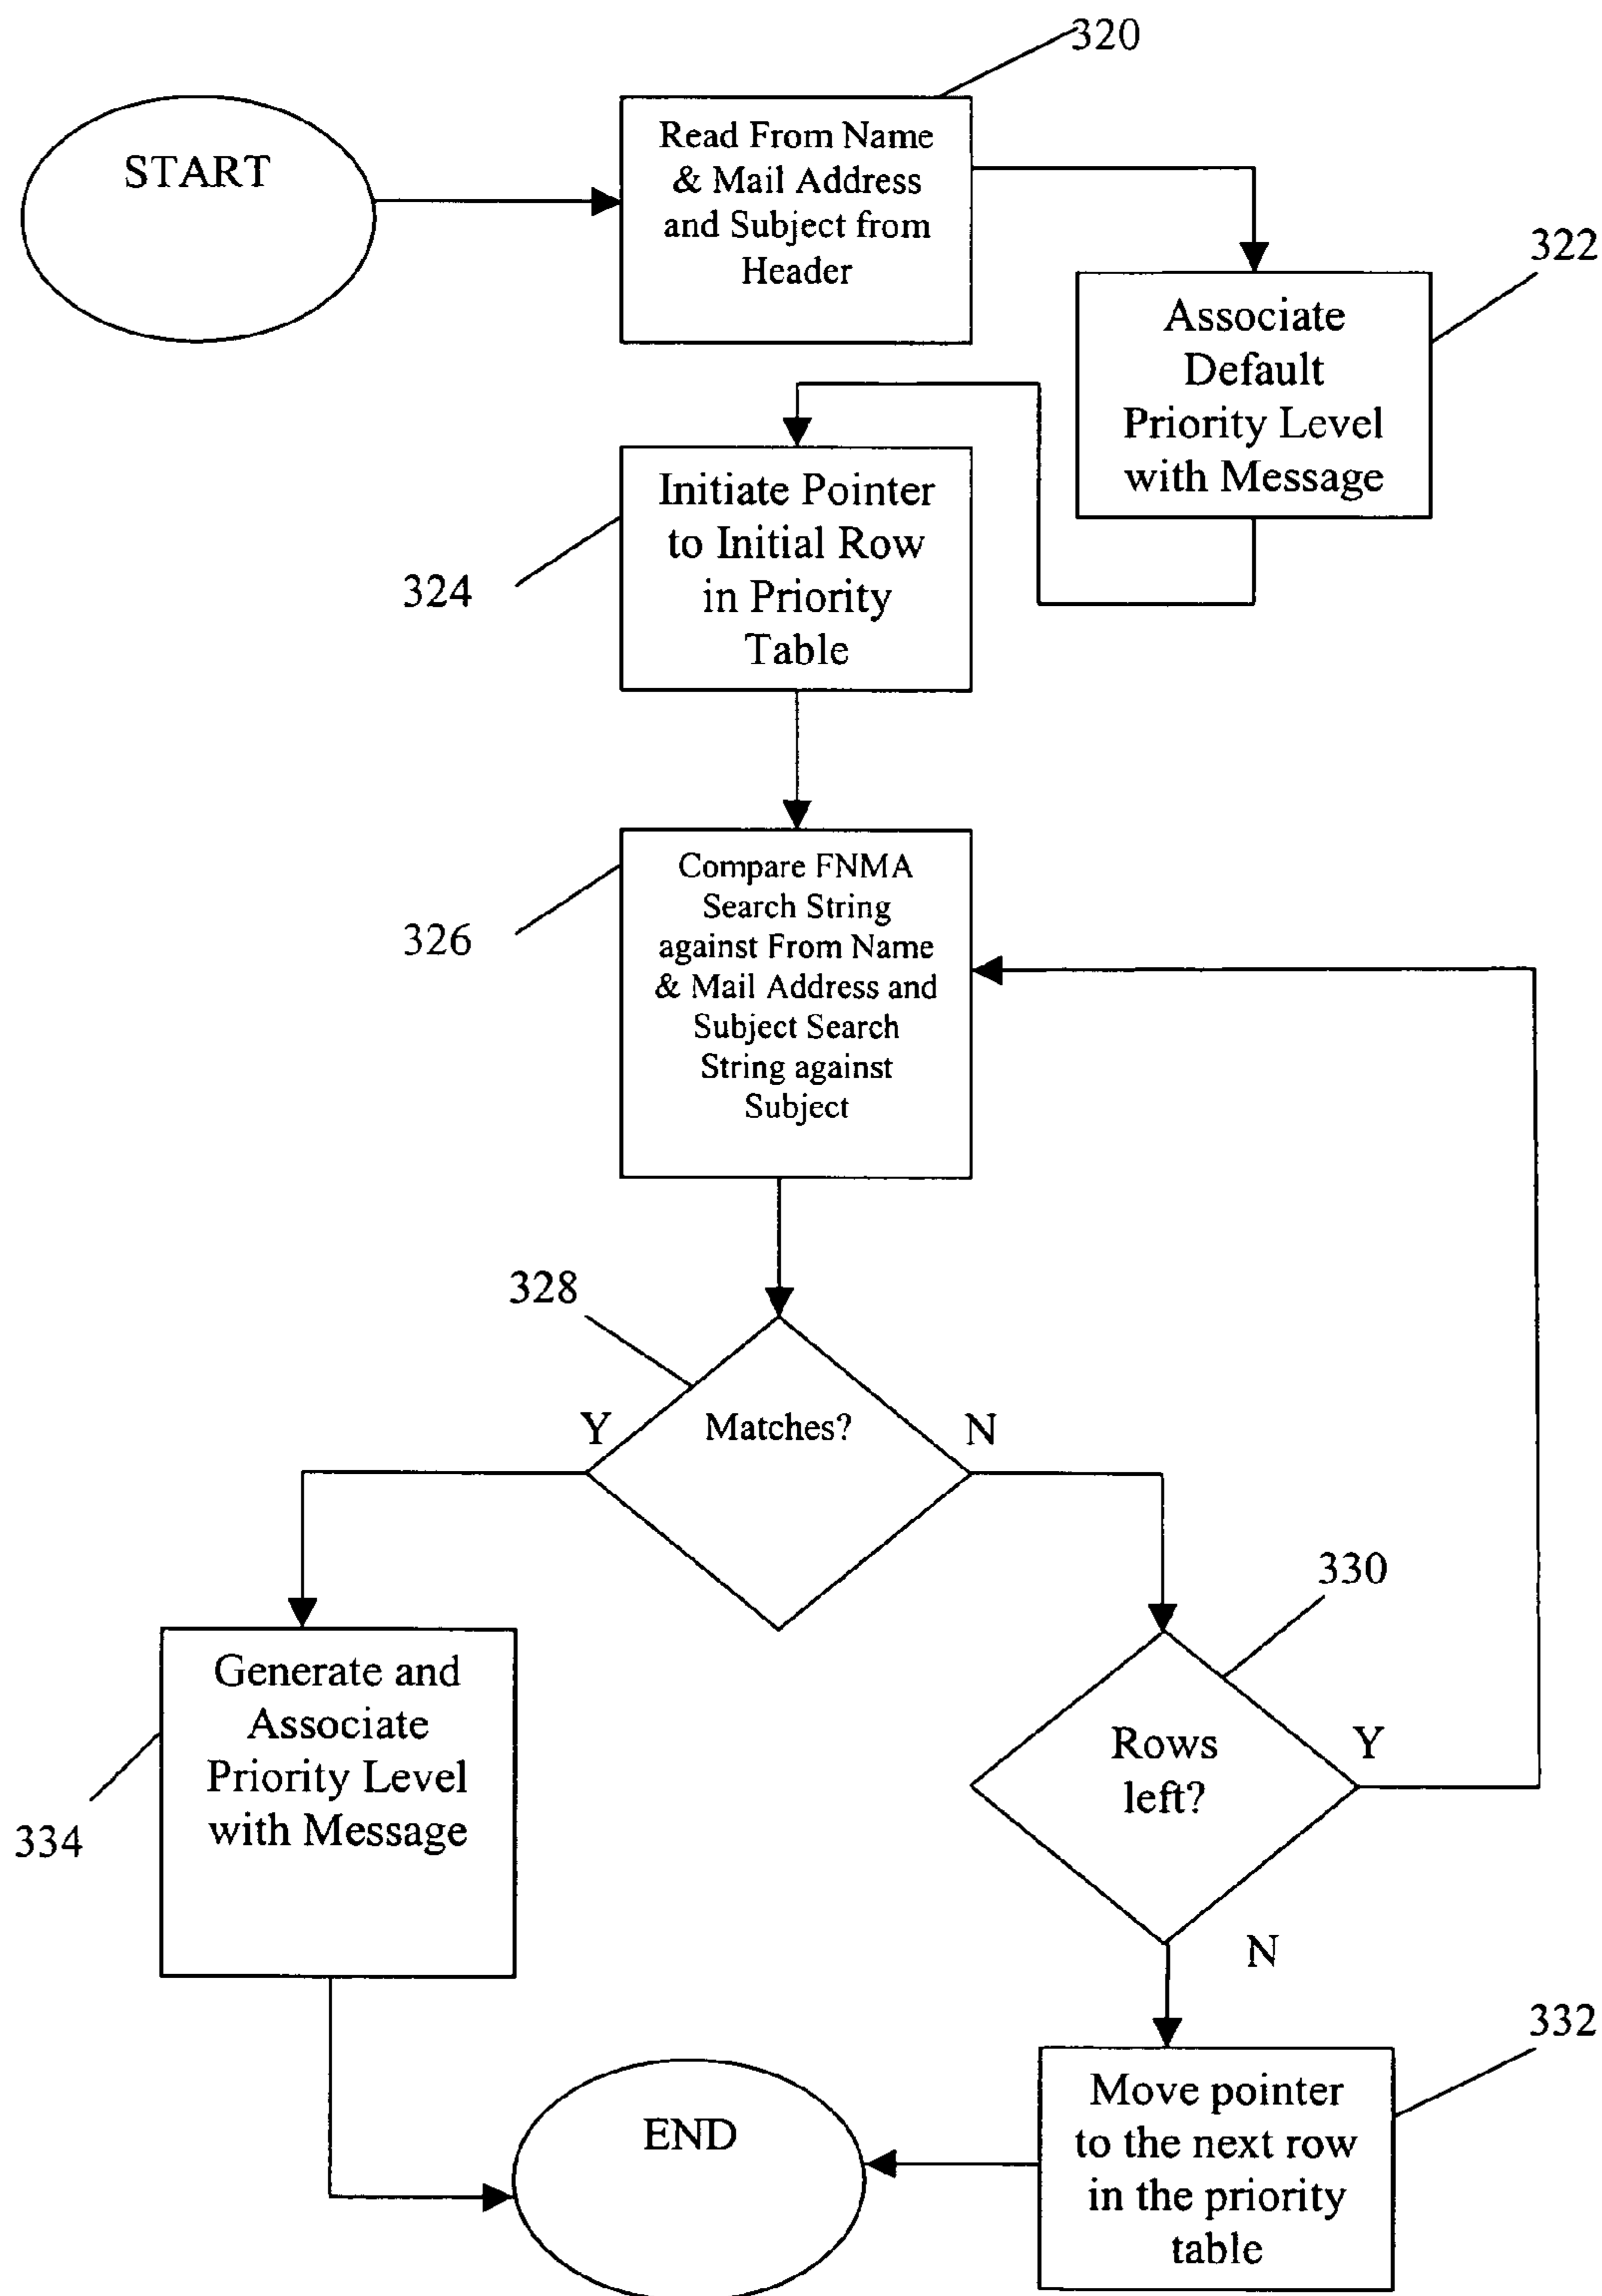 320
START
Read From Name
& Mail Address
and Subject from
Header
322
Associate
Default
Priority Level
with Message
Initiate Pointer
to Initial Row
in Priority
Table
324
Compare FNMA
Search String
against From Name
& Mail Address and
Subject Search
String against
Subject
326
328
Y
Matches?
N
330
Generate and
Associate
Priority Level
with Message
334
Rows
left?
Y
N
332
Move pointer
to the next row
in the priority
table
END